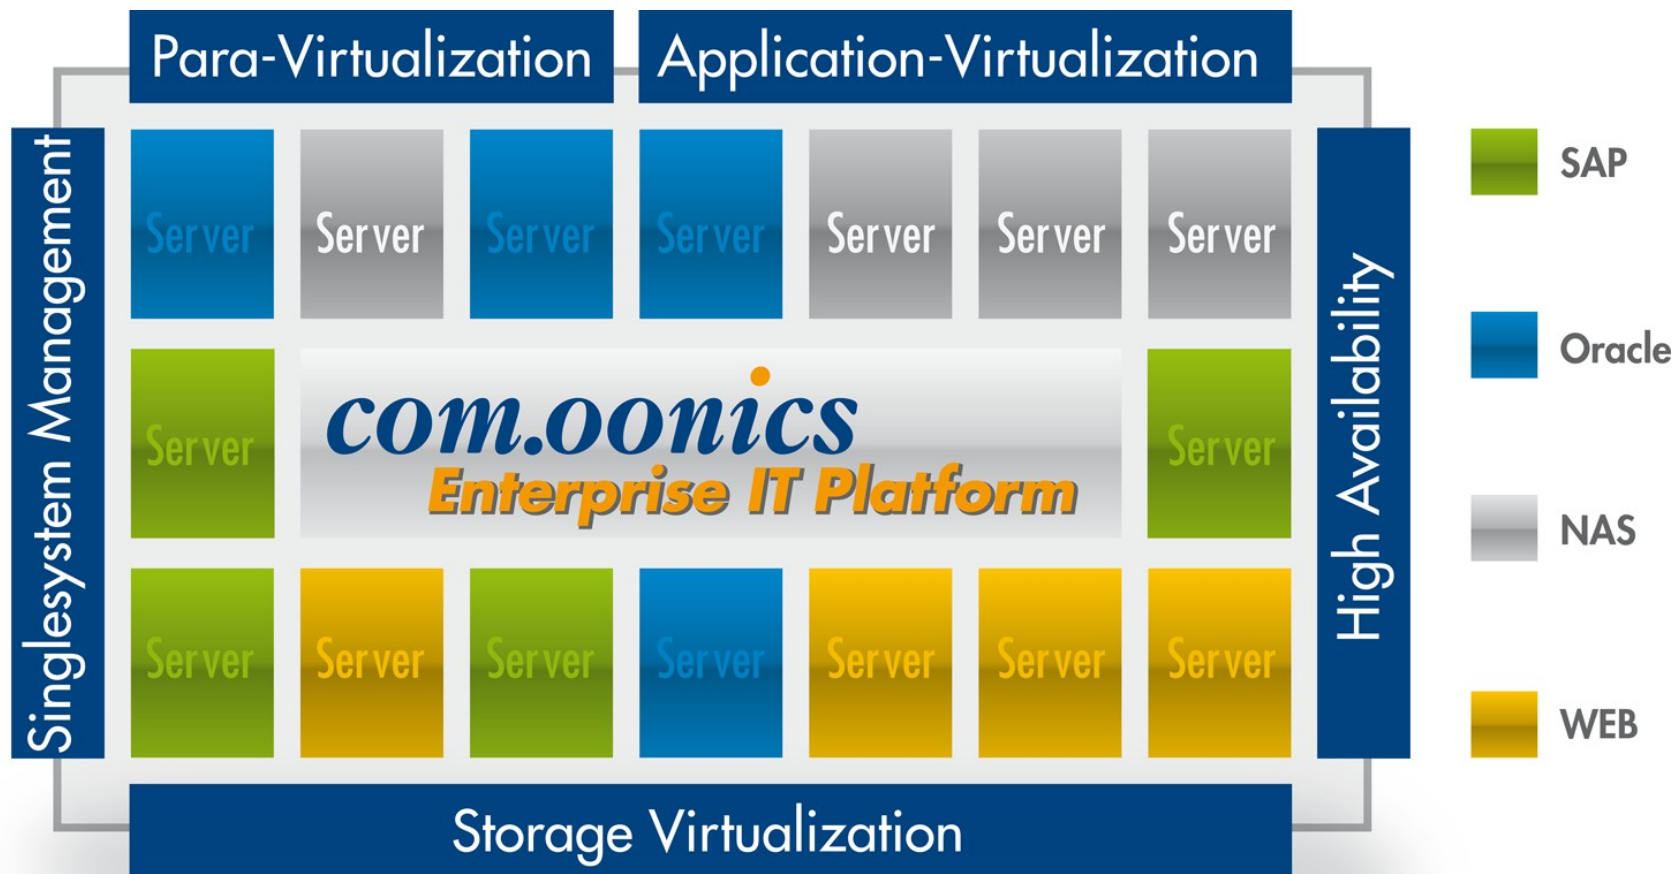 Para-Virtualization Application-Virtualization
Singlesystem Management
Server Server Server Server Server Server Server
Server com.oonics Server
Enterprise IT Platform
Server Server Server Server Server Server Server
High Availability
Storage Virtualization
SAP
Oracle
NAS
WEB